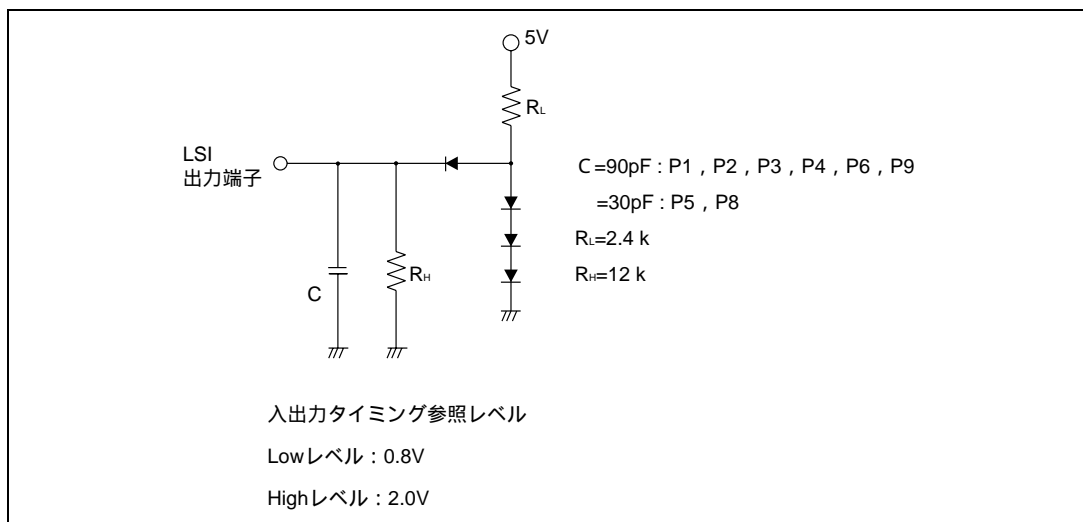 5V
RL
LSI
出力端子
C=90pF : P1 , P2 , P3 , P4 , P6 , P9
=30pF : P5 , P8
RL=2.4 k
RH=12 k
RH
C
入出力タイミング参照レベル
Lowレベル : 0.8V
Highレベル : 2.0V